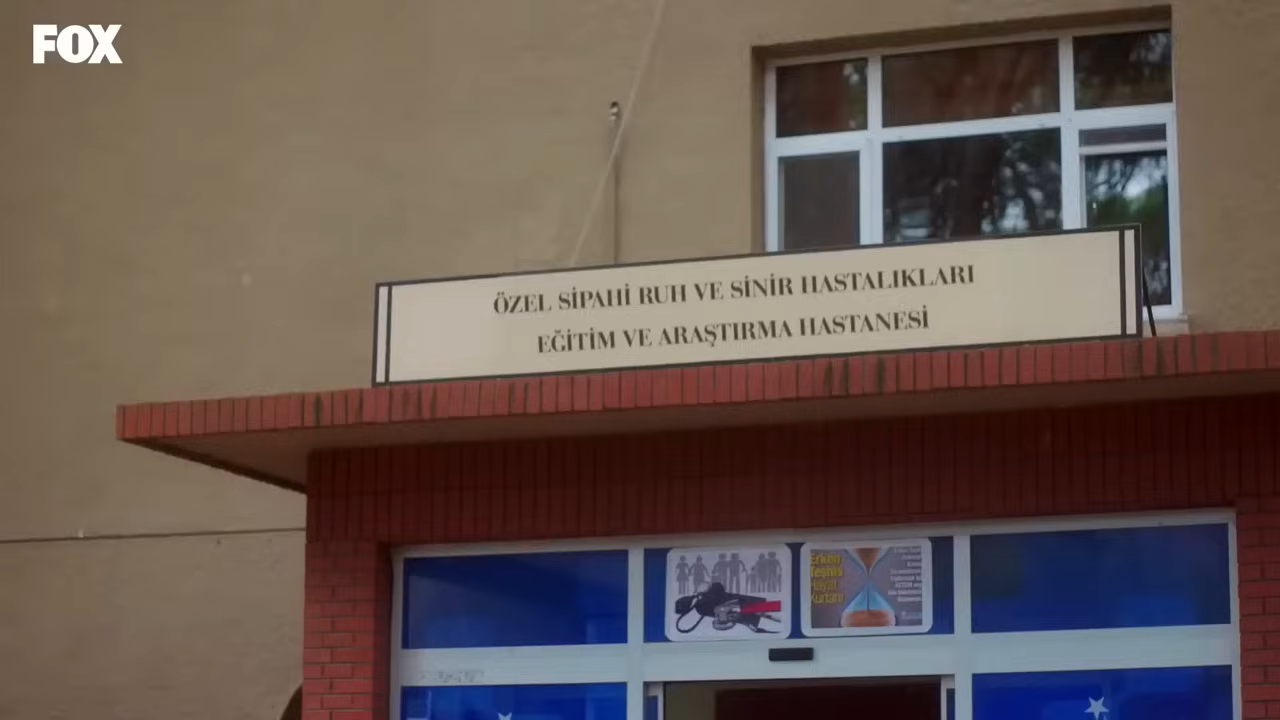 FOX
ÖZEL SİPAHİ RUH VE SİNİR HASTALIKLARI
EĞİTİM VE ARAŞTIRMA HASTANESİ
Erken
Teşhis
Hayat
Kurtarır